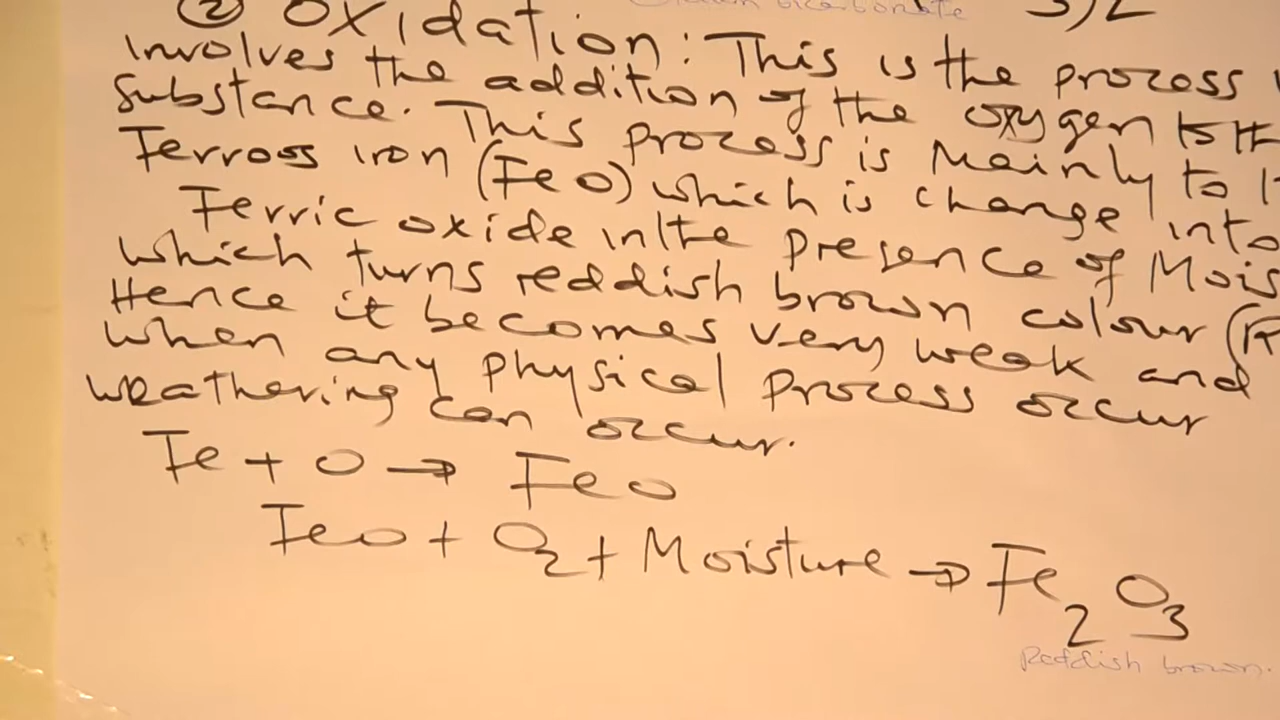 bicarbonate
② Oxidation: This is the process
involves the addition of the oxygen to
substance. This process is Mainly to
Ferross iron (FeO) which is change into
Ferric oxide in the presence of Mois
which turns reddish brown colour (
Hence it becomes very weak and
when any physical process occur
weathering can occur.
Fe + O → FeO
FeO + O₂ + Moisture → Fe₂O₃
Reddish brown.